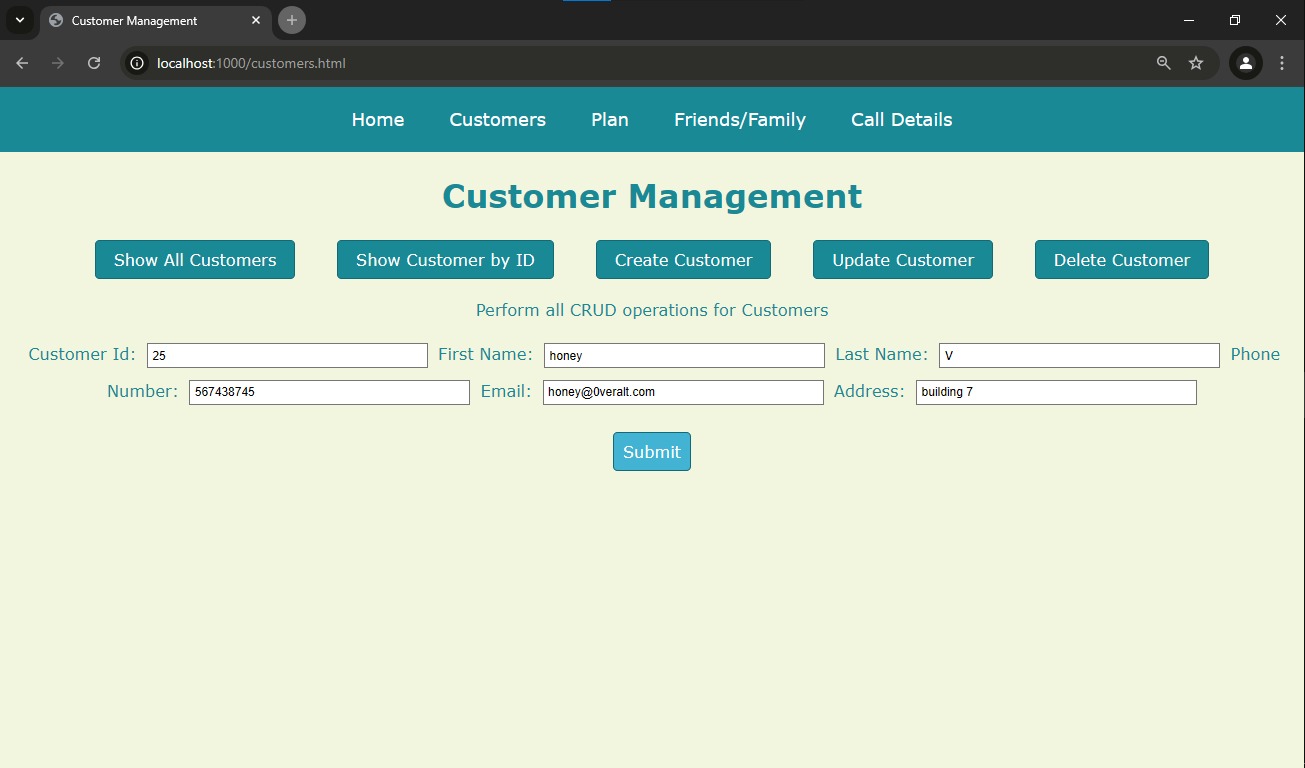 Customer Management
localhost:1000/customers.html
Home Customers Plan Friends/Family Call Details
Customer Management
Show All Customers Show Customer by ID Create Customer Update Customer Delete Customer
Perform all CRUD operations for Customers
Customer Id: 25 First Name: honey Last Name: V Phone
Number: 567438745 Email: honey@0veralt.com Address: building 7
Submit